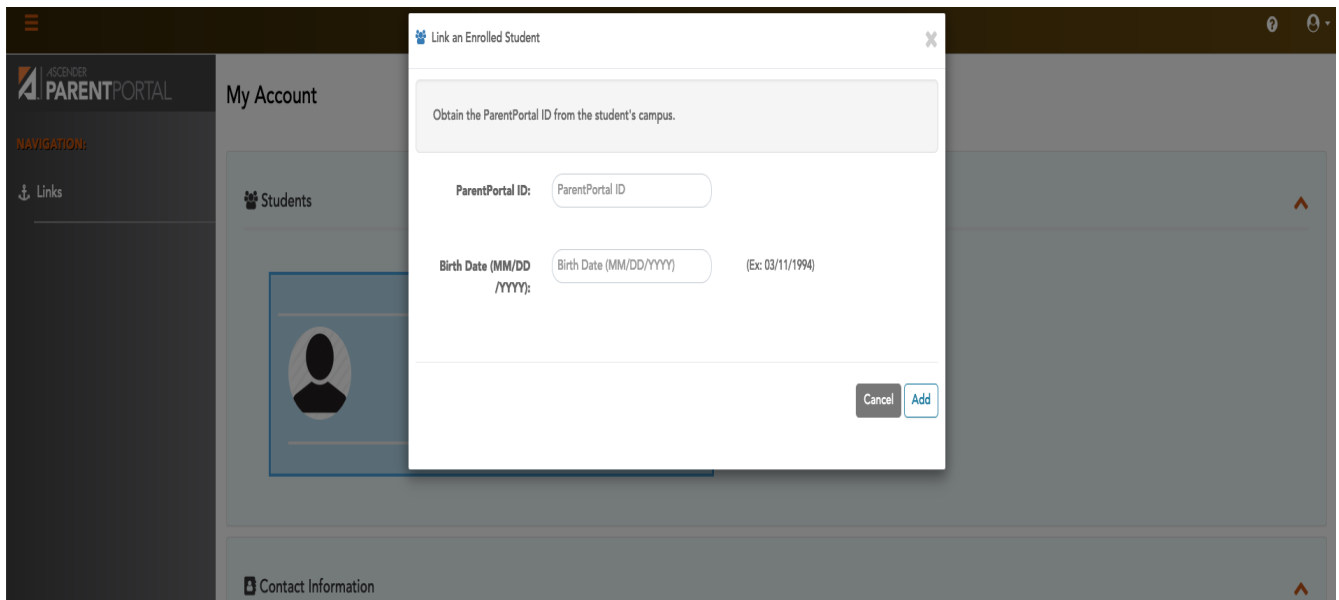 Link an Enrolled Student
ASCENDER
PARENTPORTAL
My Account
Obtain the ParentPortal ID from the student's campus.
NAVIGATION:
Links
Students
ParentPortal ID:
ParentPortal ID
Birth Date (MM/DD
/YYYY):
Birth Date (MM/DD/YYYY)
(Ex: 03/11/1994)
Cancel
Add
Contact Information